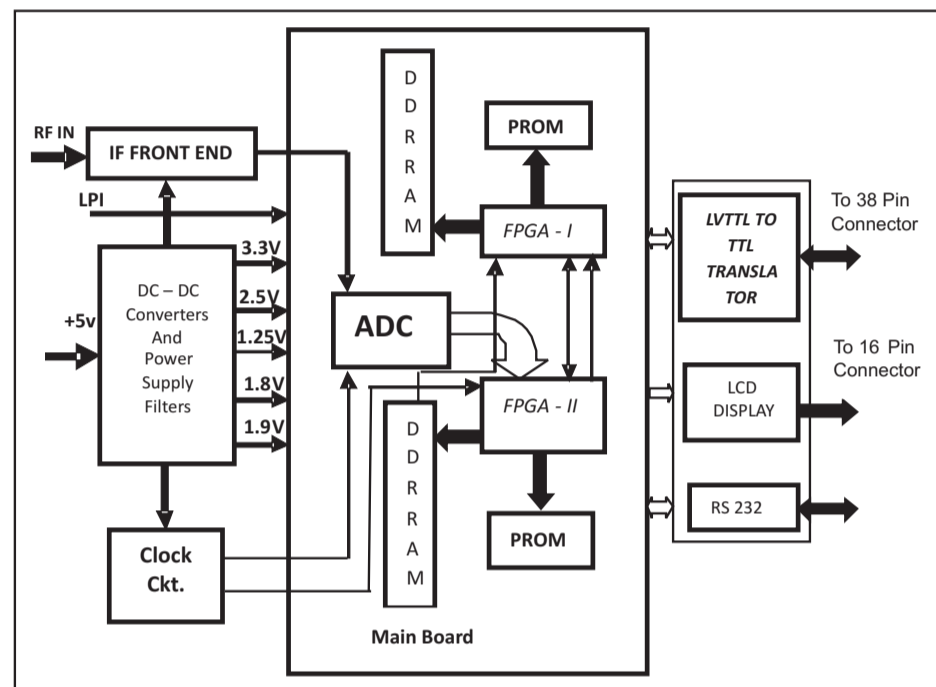 RF IN
IF FRONT END
LPI
+5v
DC – DC
Converters
And
Power
Supply
Filters
3.3V
2.5V
1.25V
1.8V
1.9V
Clock
Ckt.
D
D
R
R
A
M
PROM
FPGA - I
ADC
FPGA - II
D
D
R
R
A
M
PROM
Main Board
LVTTL TO
TTL
TRANSLA
TOR
To 38 Pin
Connector
LCD
DISPLAY
To 16 Pin
Connector
RS 232